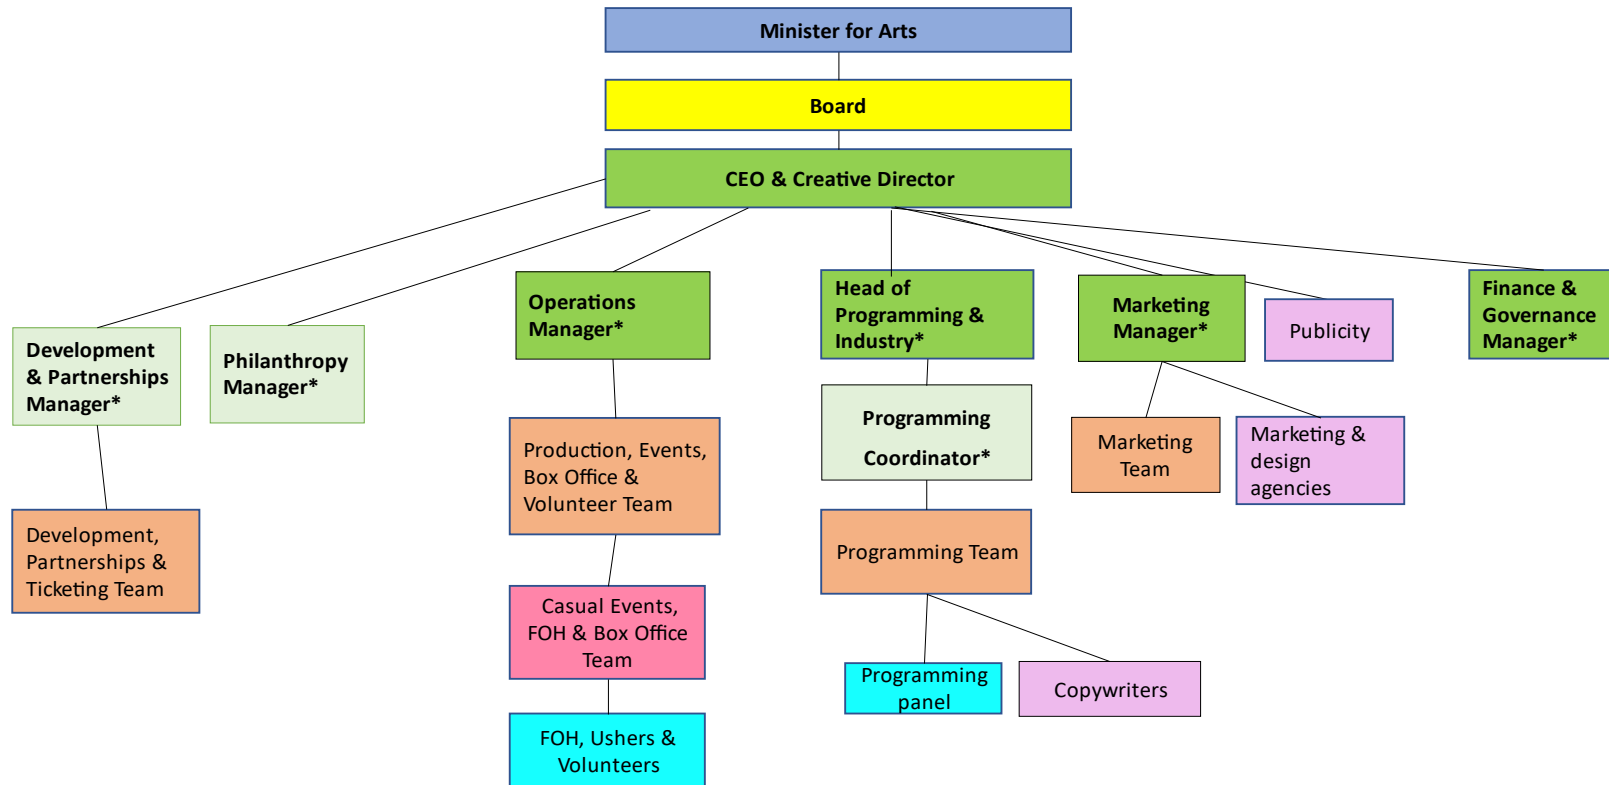 Minister for Arts
Board
CEO & Creative Director
Development
& Partnerships
Manager*
Philanthropy
Manager*
Operations
Manager*
Head of
Programming &
Industry*
Marketing
Manager*
Publicity
Finance &
Governance
Manager*
Programming
Coordinator*
Production, Events,
Box Office &
Volunteer Team
Marketing
Team
Marketing &
design
agencies
Development,
Partnerships &
Ticketing Team
Programming Team
Casual Events,
FOH & Box Office
Team
Programming
panel
Copywriters
FOH, Ushers &
Volunteers